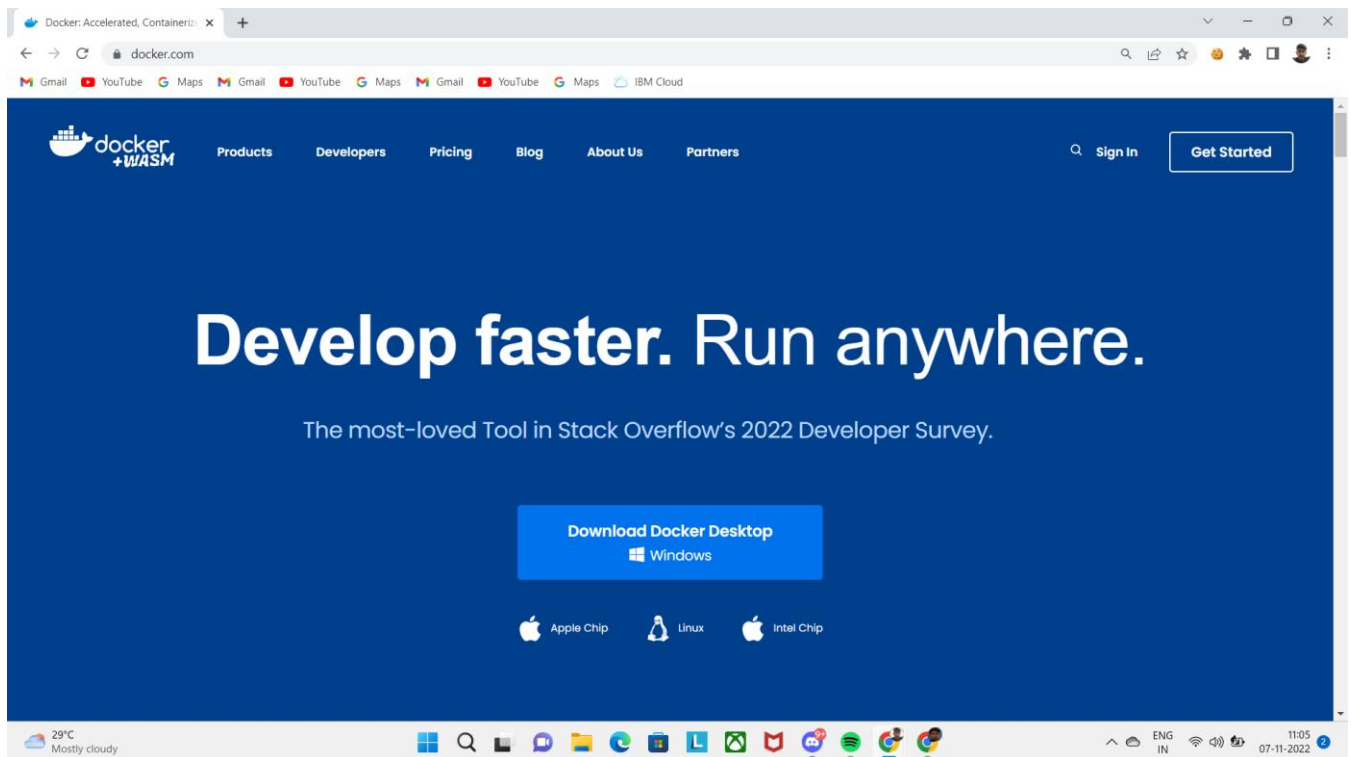 Docker: Accelerated, Containeriz
docker.com
Gmail YouTube Maps Gmail YouTube Maps Gmail YouTube Maps IBM Cloud
docker
+WASM
Products Developers Pricing Blog About Us Partners Sign In Get Started
Develop faster. Run anywhere.
The most-loved Tool in Stack Overflow's 2022 Developer Survey.
Download Docker Desktop
Windows
Apple Chip Linux Intel Chip
29°C
Mostly cloudy
L
9+
ENG
IN
11:05
07-11-2022
2